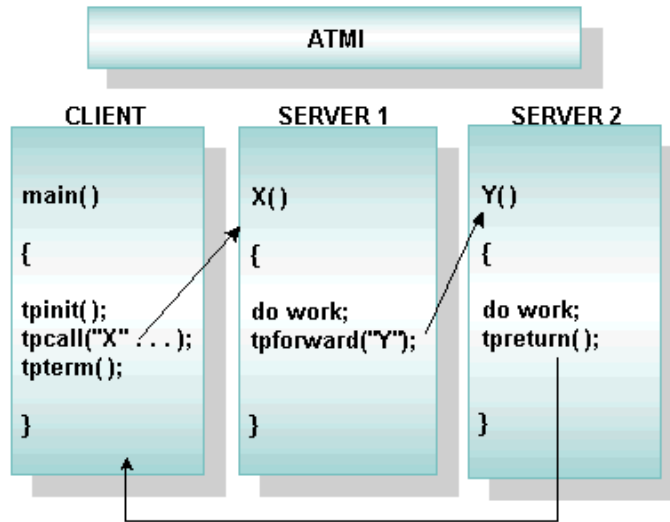 ATMI
CLIENT
main( )
{
tpinit( );
tpcall("X" . . . );
tpterm( );
}
SERVER 1
X( )
{
do work;
tpforward("Y");
}
SERVER 2
Y( )
{
do work;
tpreturn( );
}